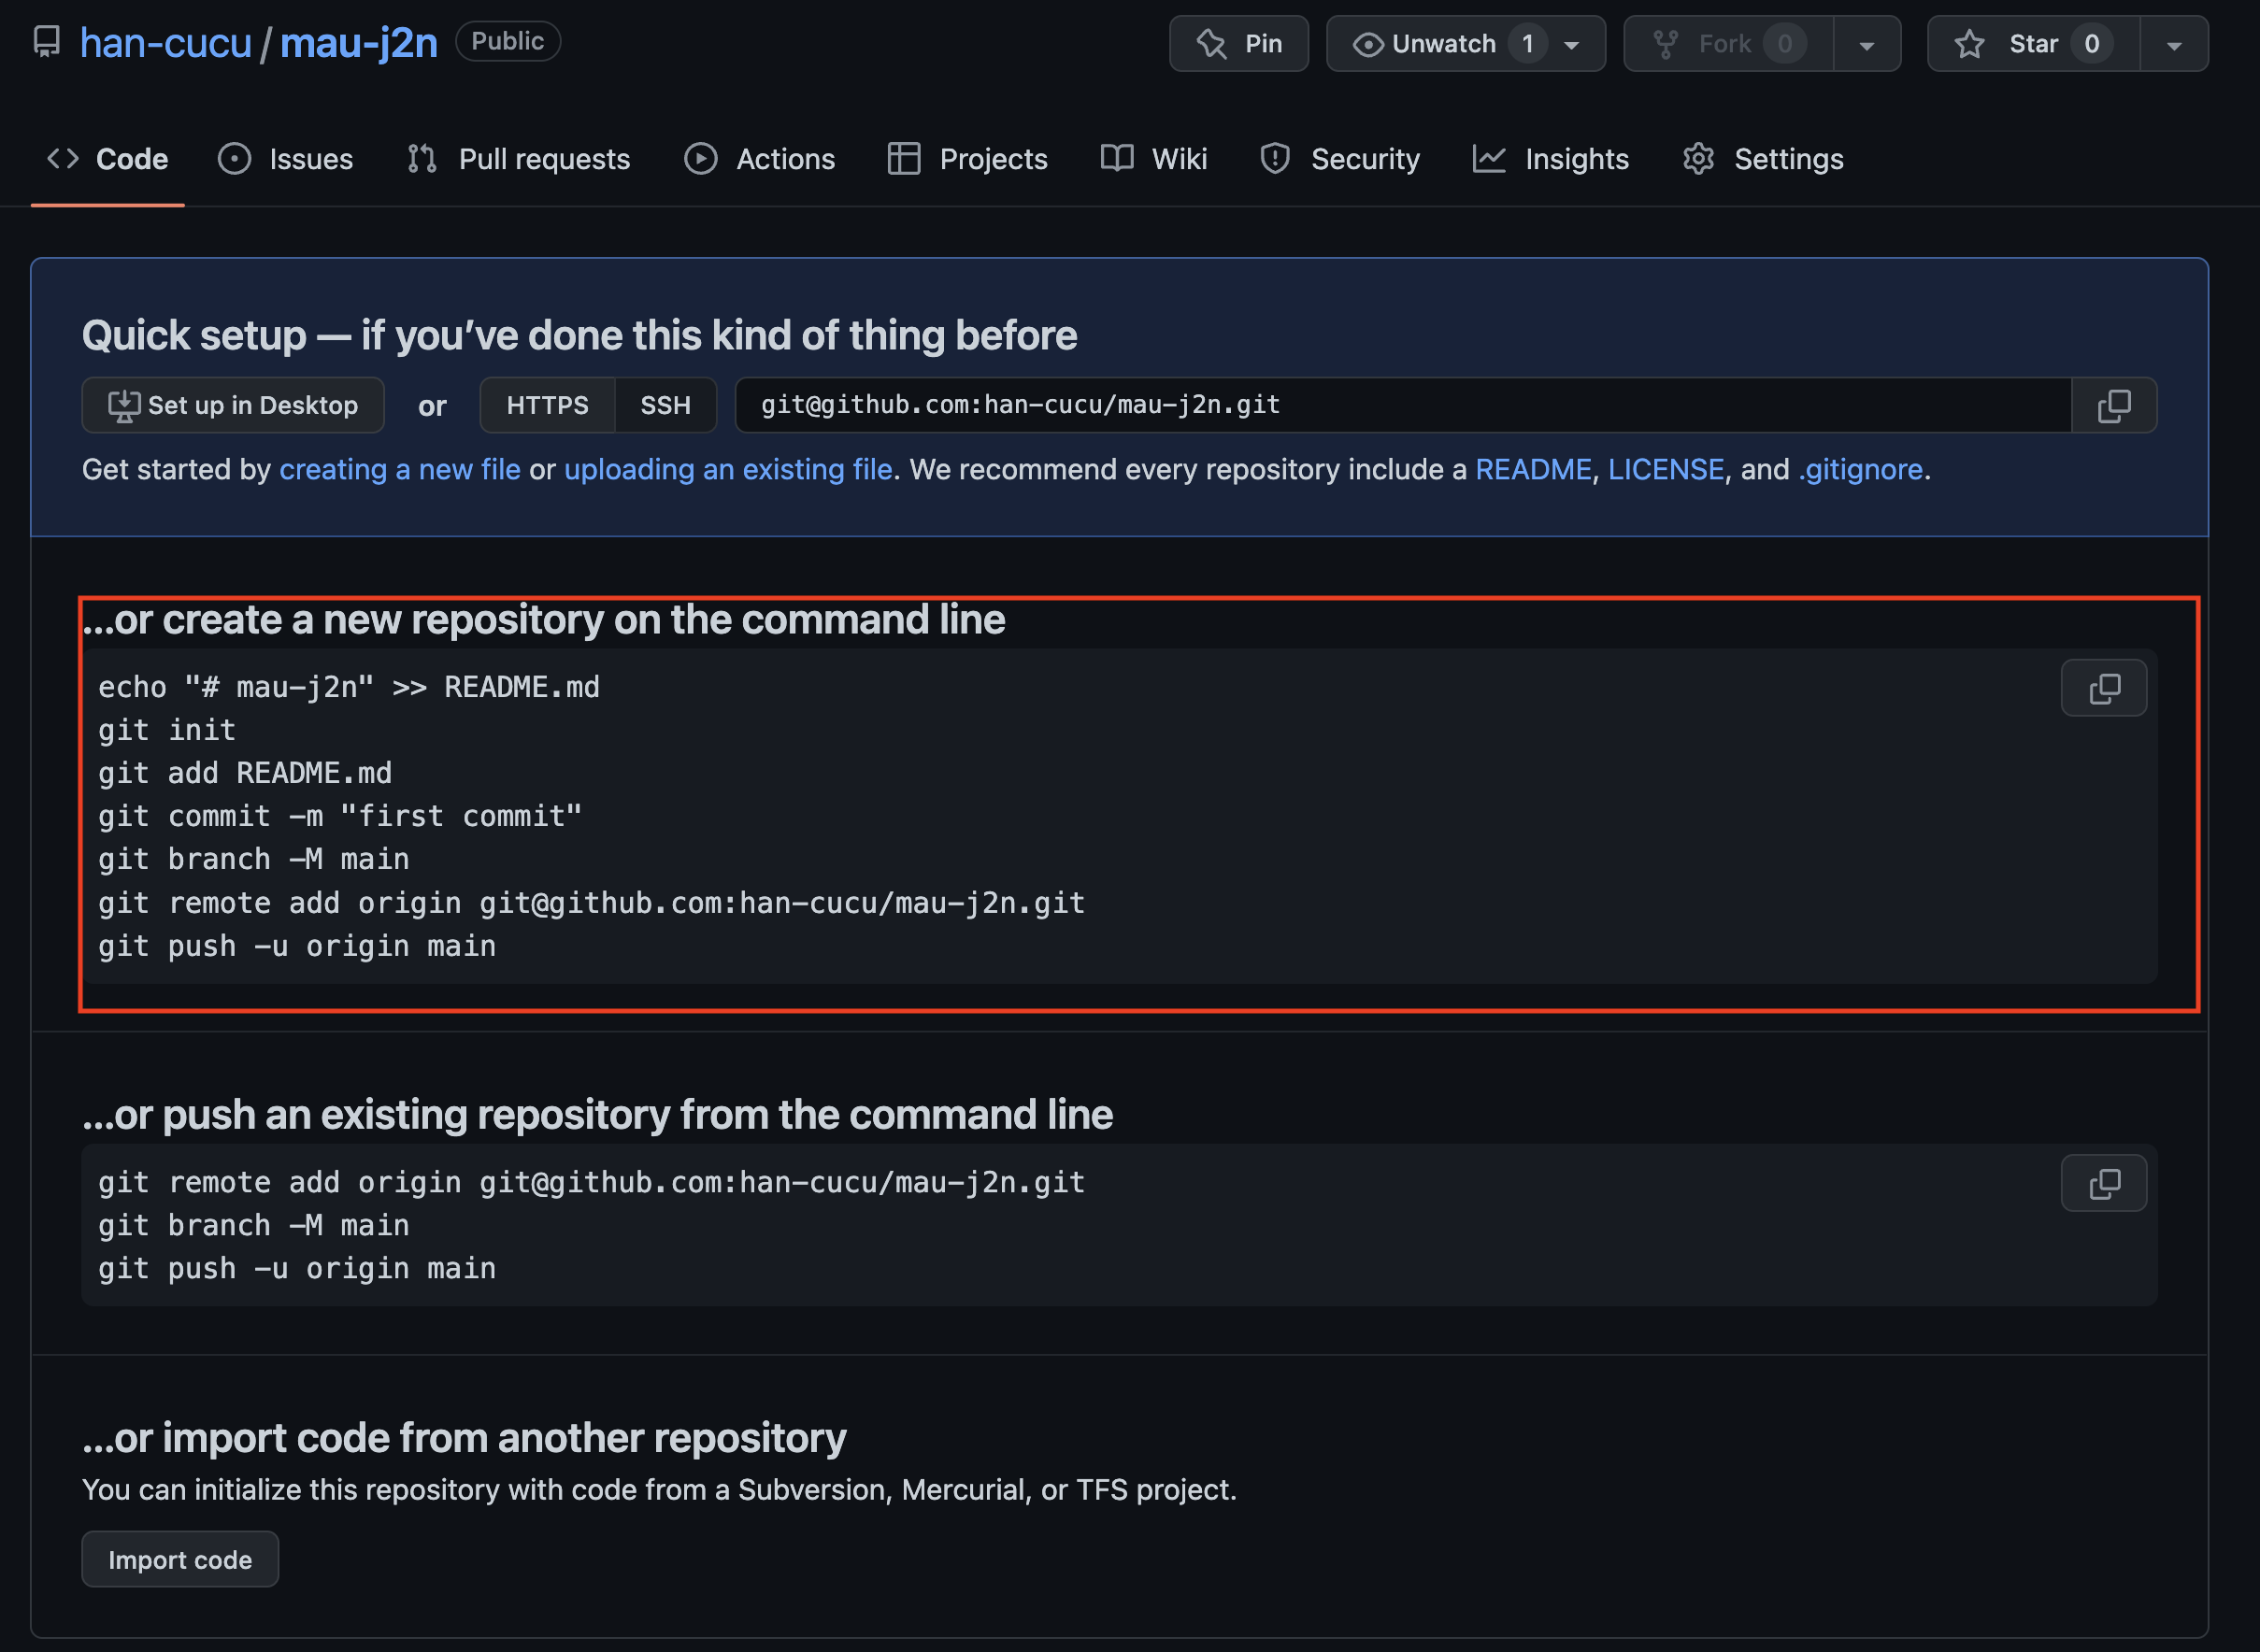 han-cucu / mau-j2n Public Pin Unwatch 1 Fork 0 Star 0
Code Issues Pull requests Actions Projects Wiki Security Insights Settings
Quick setup — if you’ve done this kind of thing before
Set up in Desktop or HTTPS SSH git@github.com:han-cucu/mau-j2n.git
Get started by creating a new file or uploading an existing file. We recommend every repository include a README, LICENSE, and .gitignore.
…or create a new repository on the command line
echo "# mau-j2n" >> README.md
git init
git add README.md
git commit -m "first commit"
git branch -M main
git remote add origin git@github.com:han-cucu/mau-j2n.git
git push -u origin main
…or push an existing repository from the command line
git remote add origin git@github.com:han-cucu/mau-j2n.git
git branch -M main
git push -u origin main
…or import code from another repository
You can initialize this repository with code from a Subversion, Mercurial, or TFS project.
Import code